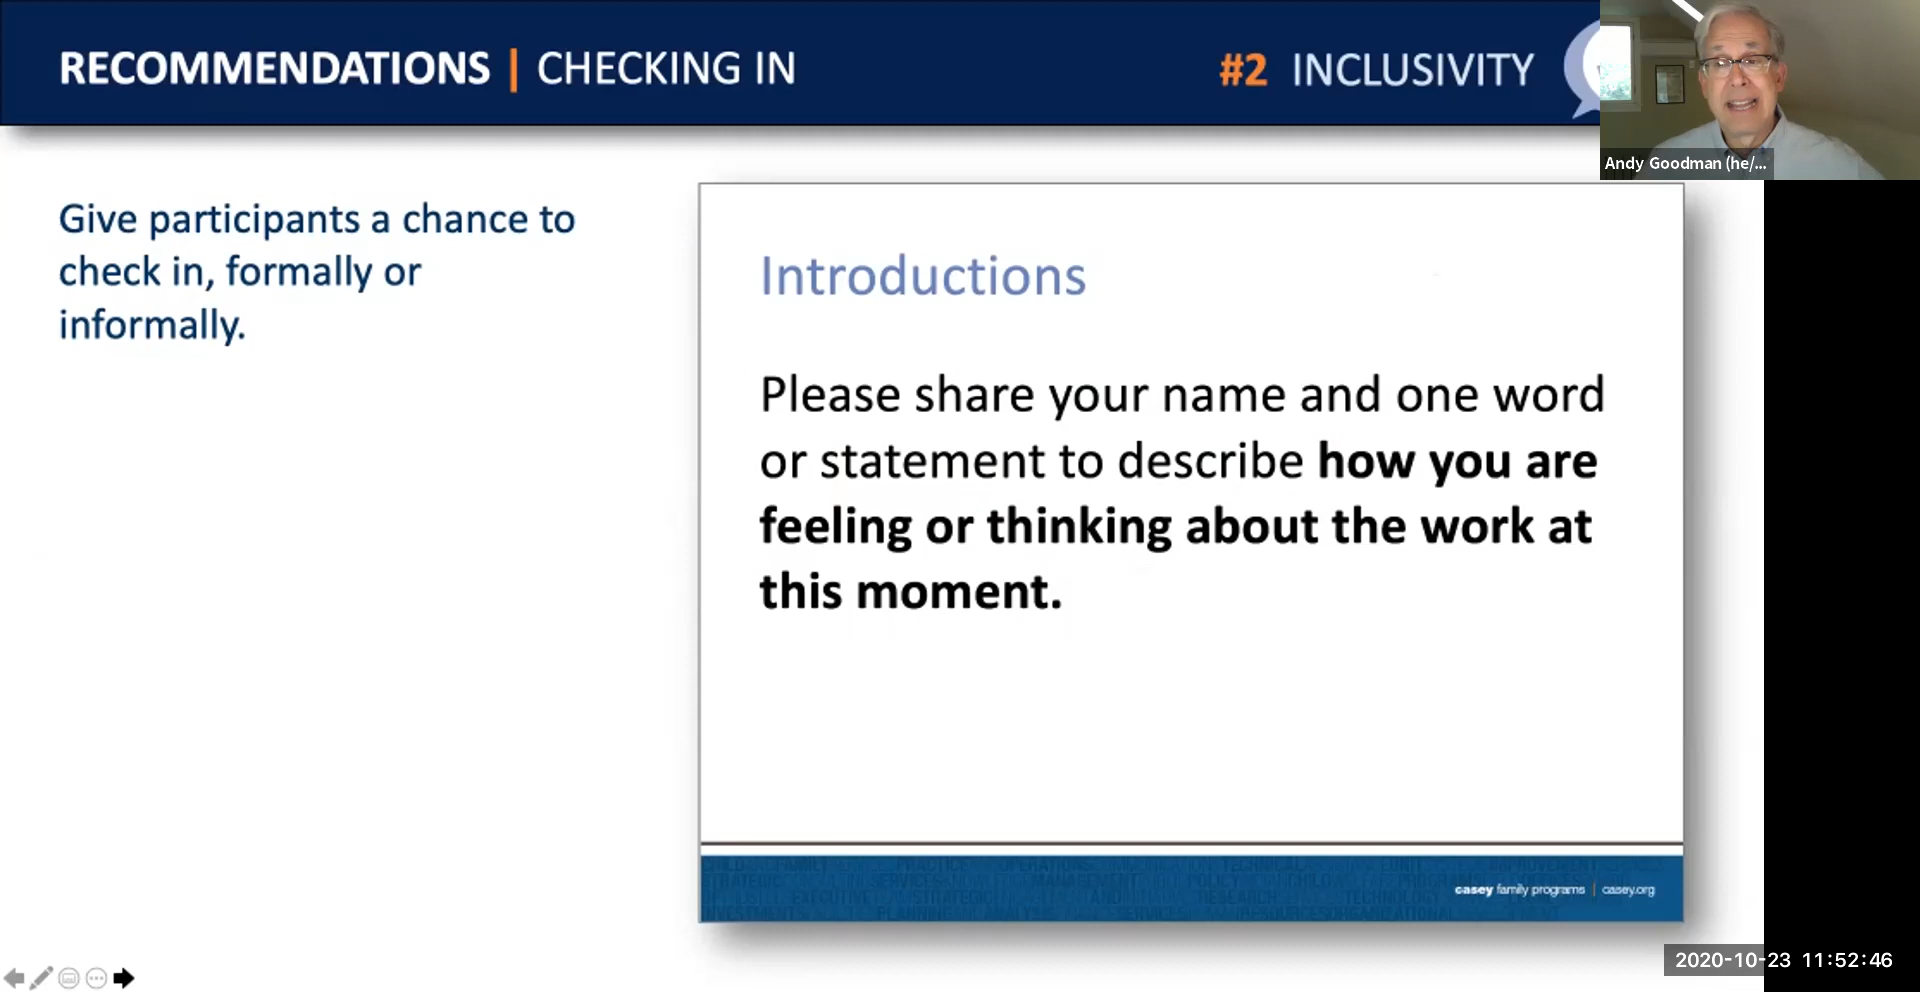 RECOMMENDATIONS | CHECKING IN
#2 INCLUSIVITY
Andy Goodman (he/...
Give participants a chance to
check in, formally or
informally.
Introductions
Please share your name and one word
or statement to describe how you are
feeling or thinking about the work at
this moment.
casey family programs | casey.org
2020-10-23 11:52:46